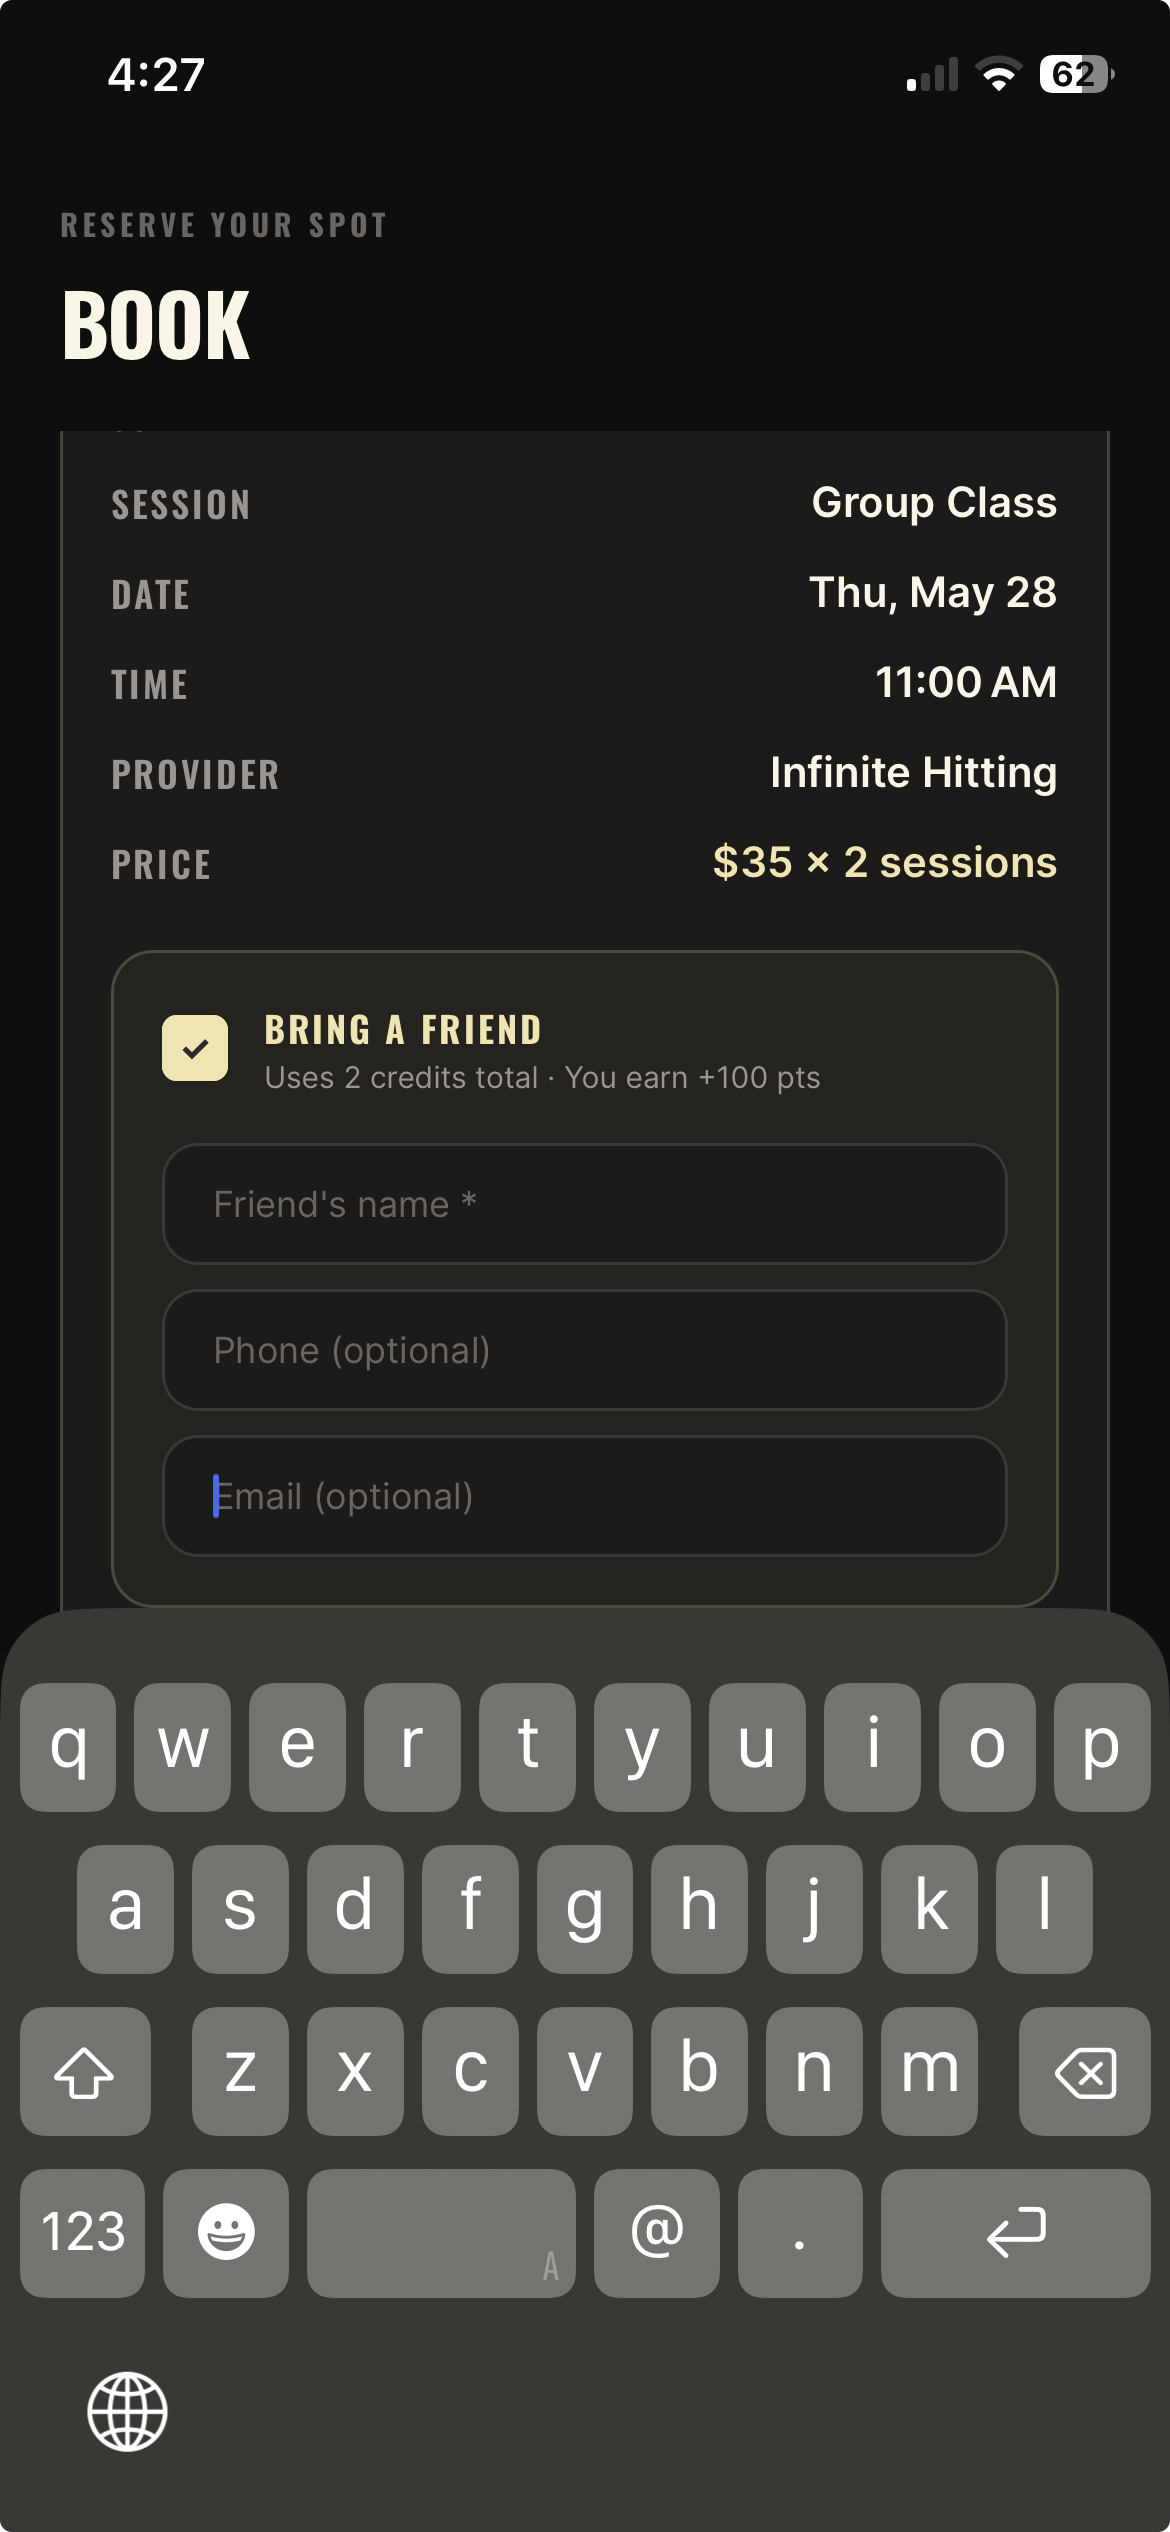 4:27
62
RESERVE YOUR SPOT
BOOK
SESSION Group Class
DATE Thu, May 28
TIME 11:00 AM
PROVIDER Infinite Hitting
PRICE $35 × 2 sessions
BRING A FRIEND
Uses 2 credits total · You earn +100 pts
Friend's name *
Phone (optional)
Email (optional)
q w e r t y u i o p
a s d f g h j k l
z x c v b n m
123 A @ .